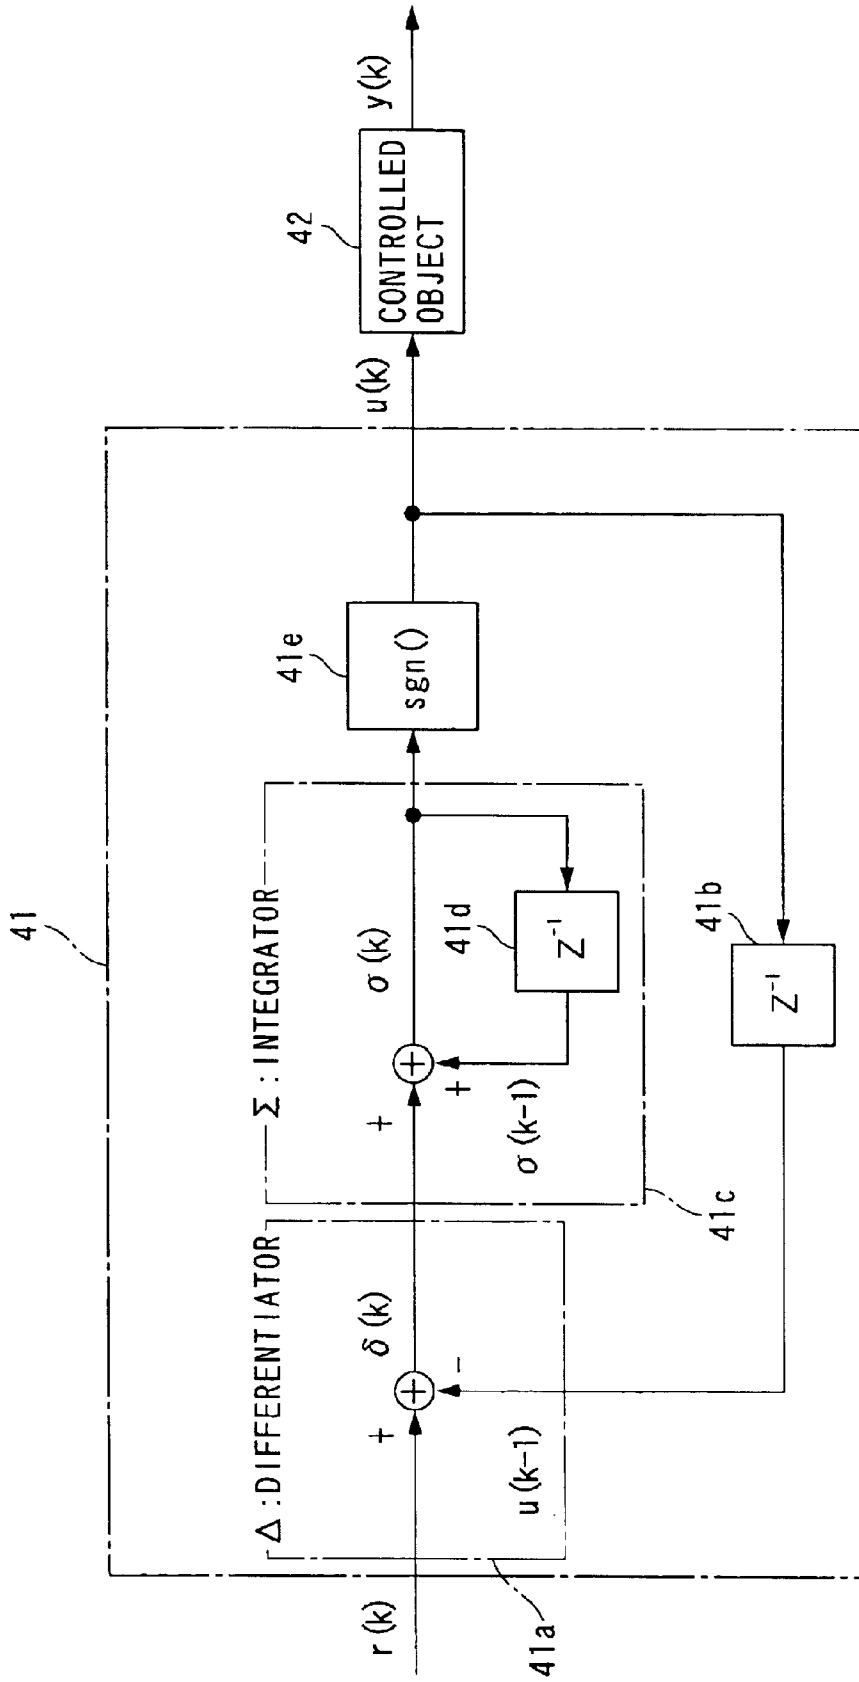 41
Δ:DIFFERENTIATOR
Σ:INTEGRATOR
r(k)
+
+
-
δ(k)
u(k-1)
41a
+
+
+
σ(k)
σ(k-1)
Z⁻¹
41d
41c
sgn()
41e
Z⁻¹
41b
u(k)
CONTROLLED
OBJECT
42
y(k)